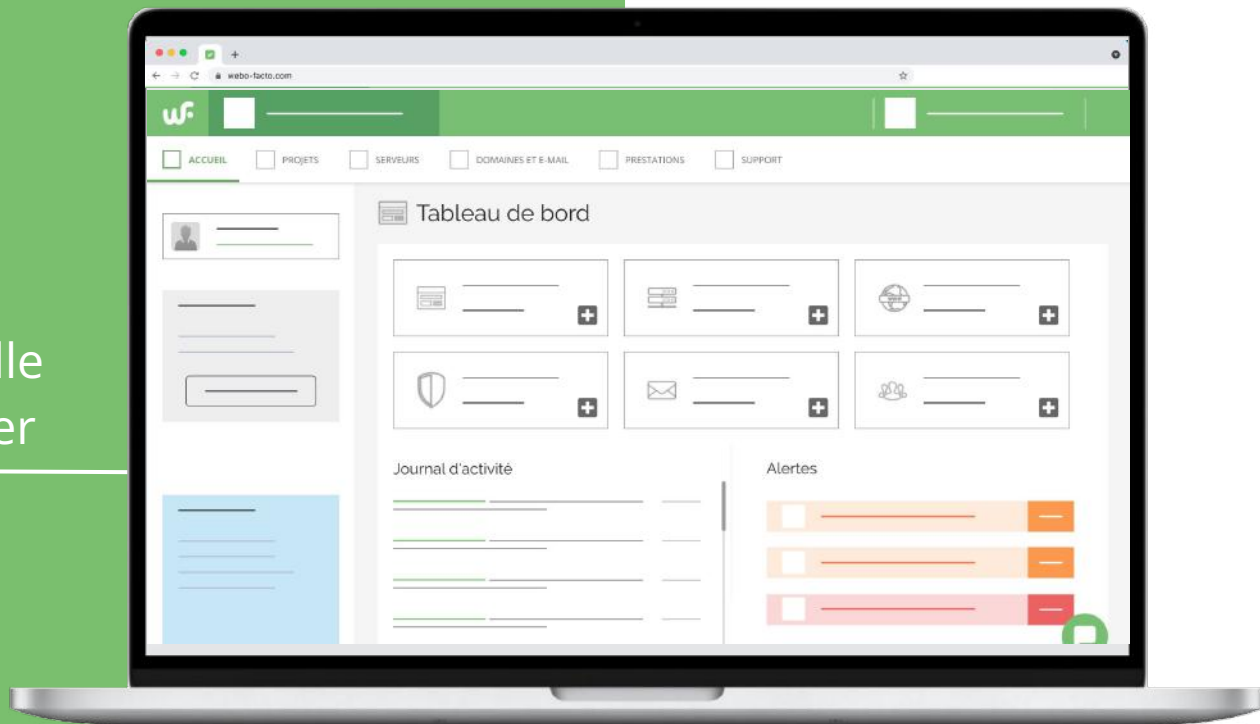 webo-facto.com
wf
ACCUEIL PROJETS SERVEURS DOMAINES ET E-MAIL PRESTATIONS SUPPORT
Tableau de bord
lle
er
Journal d'activité
Alertes